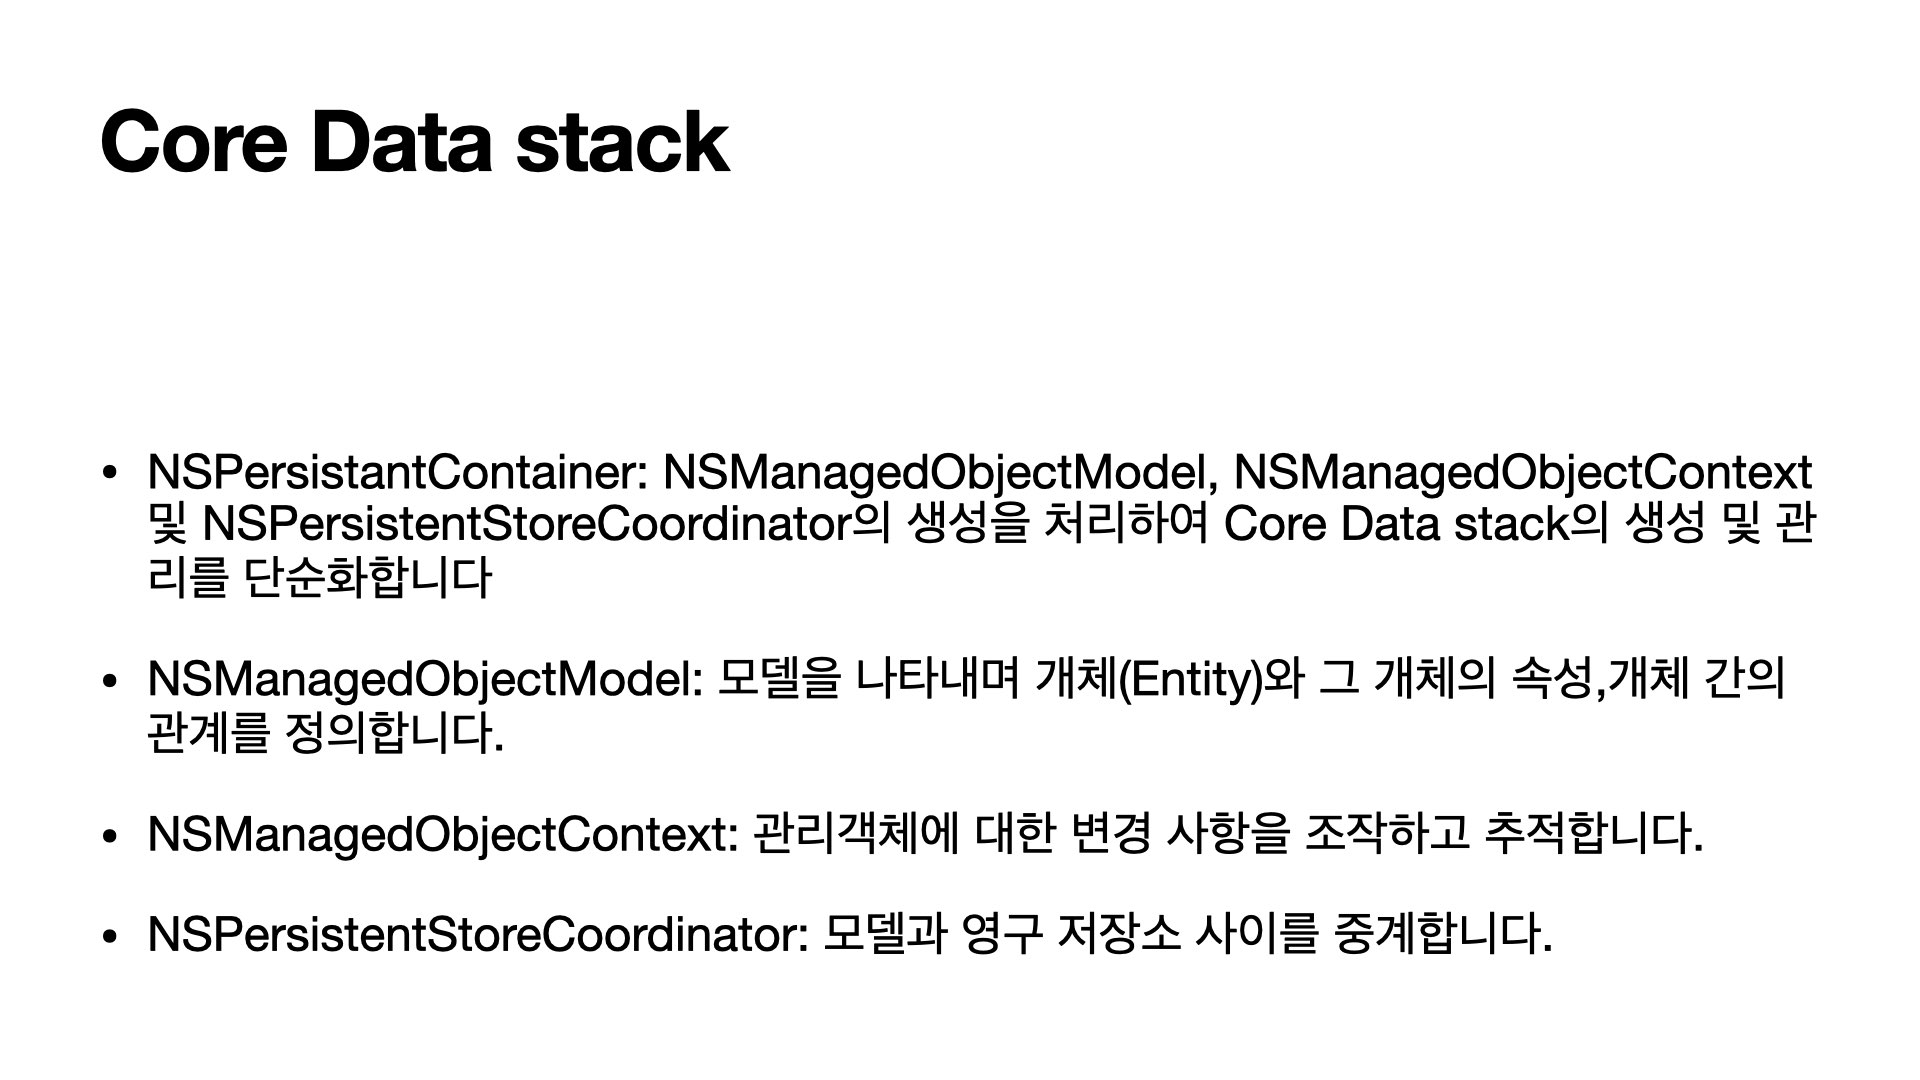 Core Data stack
• NSPersistantContainer: NSManagedObjectModel, NSManagedObjectContext
및 NSPersistentStoreCoordinator의 생성을 처리하여 Core Data stack의 생성 및 관
리를 단순화합니다
• NSManagedObjectModel: 모델을 나타내며 개체(Entity)와 그 개체의 속성,개체 간의
관계를 정의합니다.
• NSManagedObjectContext: 관리객체에 대한 변경 사항을 조작하고 추적합니다.
• NSPersistentStoreCoordinator: 모델과 영구 저장소 사이를 중계합니다.